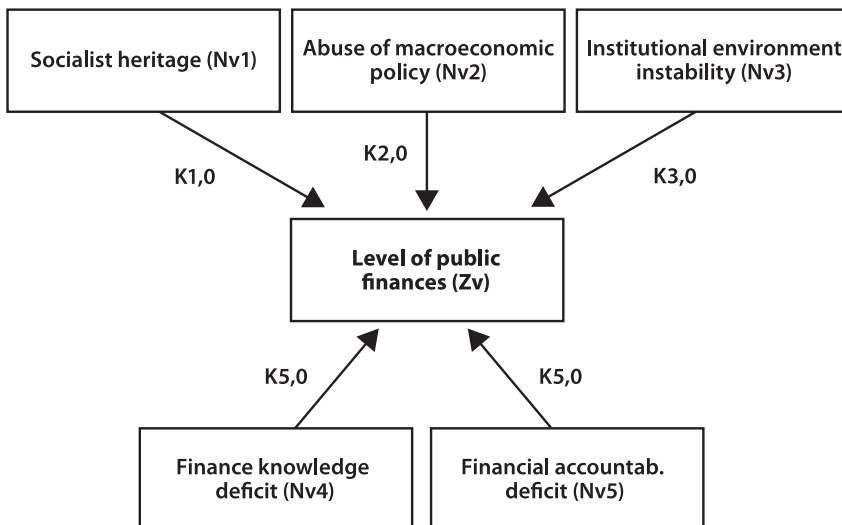 Socialist heritage (Nv1)
Abuse of macroeconomic
policy (Nv2)
Institutional environment
instability (Nv3)
K1,0
K2,0
K3,0
Level of public
finances (Zv)
K5,0
K5,0
Finance knowledge
deficit (Nv4)
Financial accountab.
deficit (Nv5)